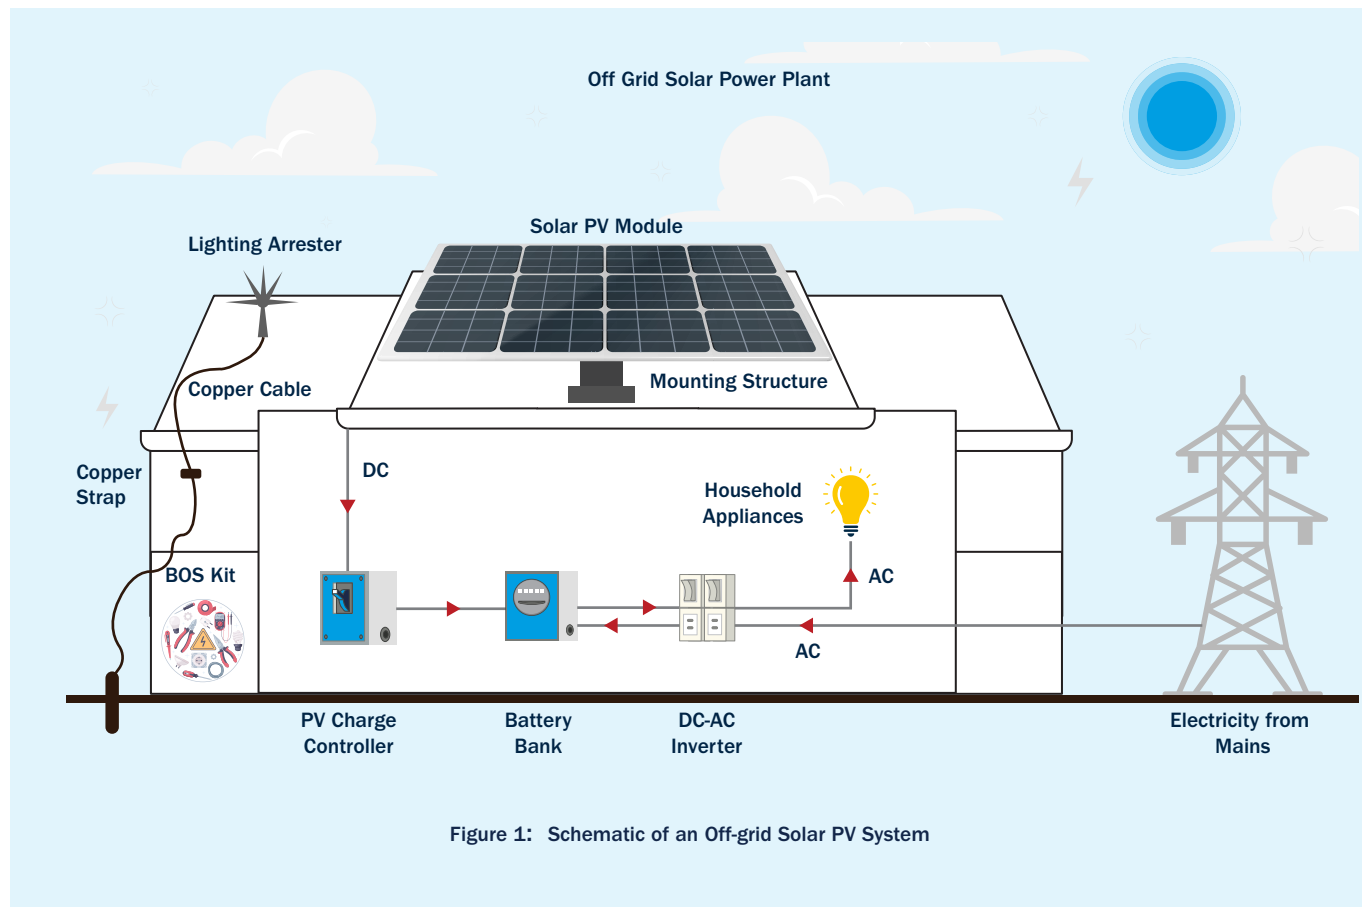 Off Grid Solar Power Plant
Solar PV Module
Lighting Arrester
Mounting Structure
Copper Cable
DC
Copper
Strap
Household
Appliances
BOS Kit
AC
AC
PV Charge
Controller
Battery
Bank
DC-AC
Inverter
Electricity from
Mains
Figure 1: Schematic of an Off-grid Solar PV System